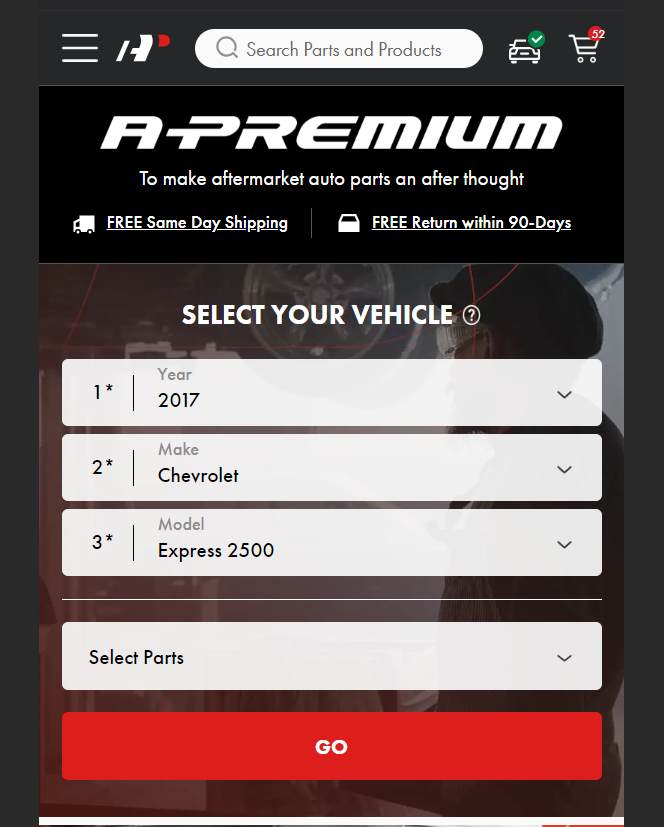 Search Parts and Products
52
A-PREMIUM
To make aftermarket auto parts an after thought
FREE Same Day Shipping
FREE Return within 90-Days
SELECT YOUR VEHICLE ?
1*
Year
2017
2*
Make
Chevrolet
3*
Model
Express 2500
Select Parts
GO